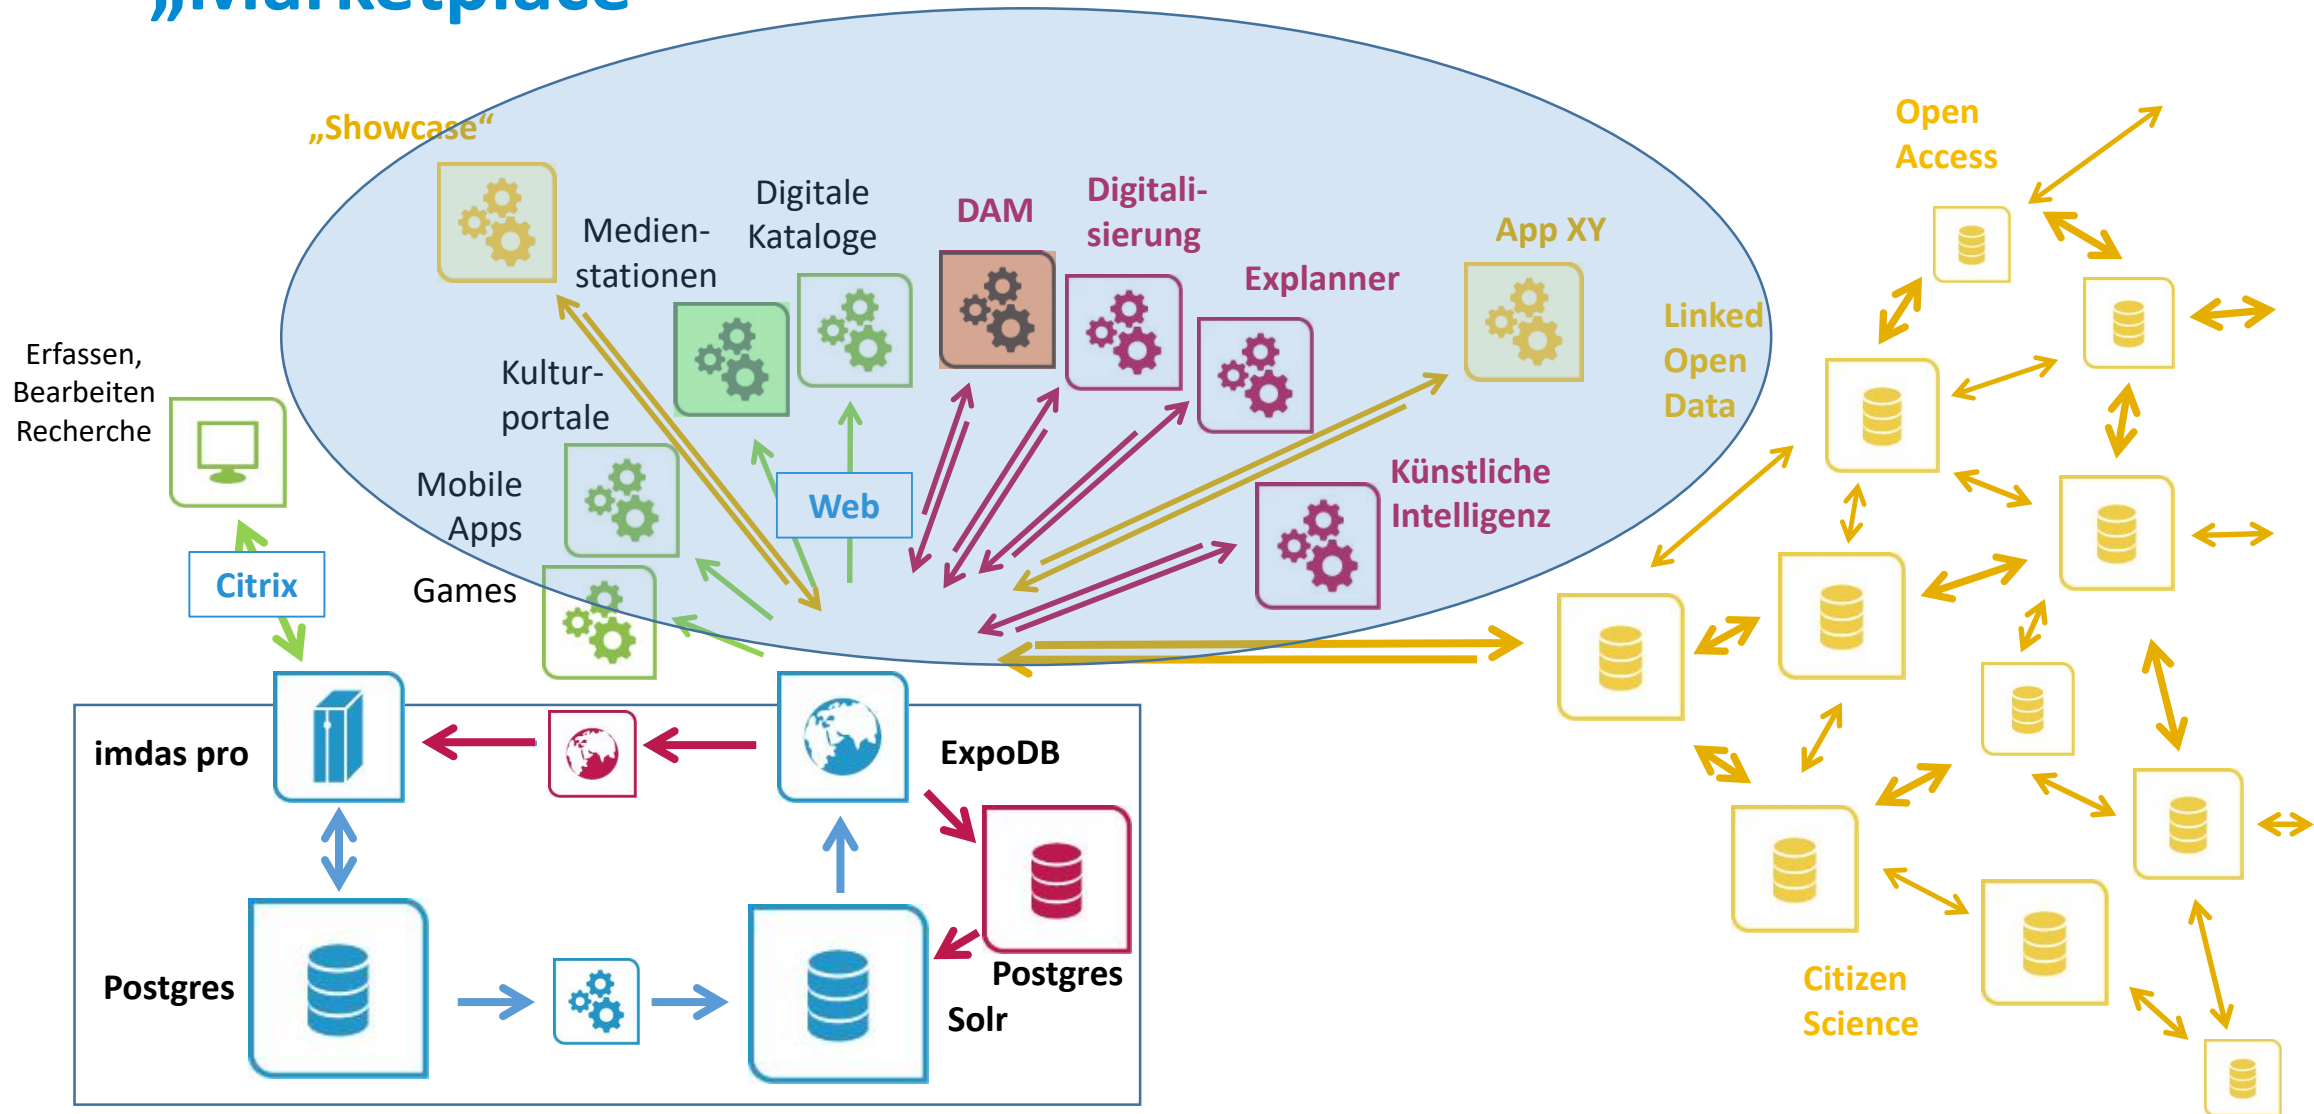 „Marketplace“
„Showcase“
Digitale
Kataloge
Medien-
stationen
DAM
Digitali-
sierung
Explanner
App XY
Open
Access
Linked
Open
Data
Erfassen,
Bearbeiten
Recherche
Kultur-
portale
Mobile
Apps
Web
Künstliche
Intelligenz
Citrix
Games
imdas pro
ExpoDB
Postgres
Postgres
Solr
Citizen
Science